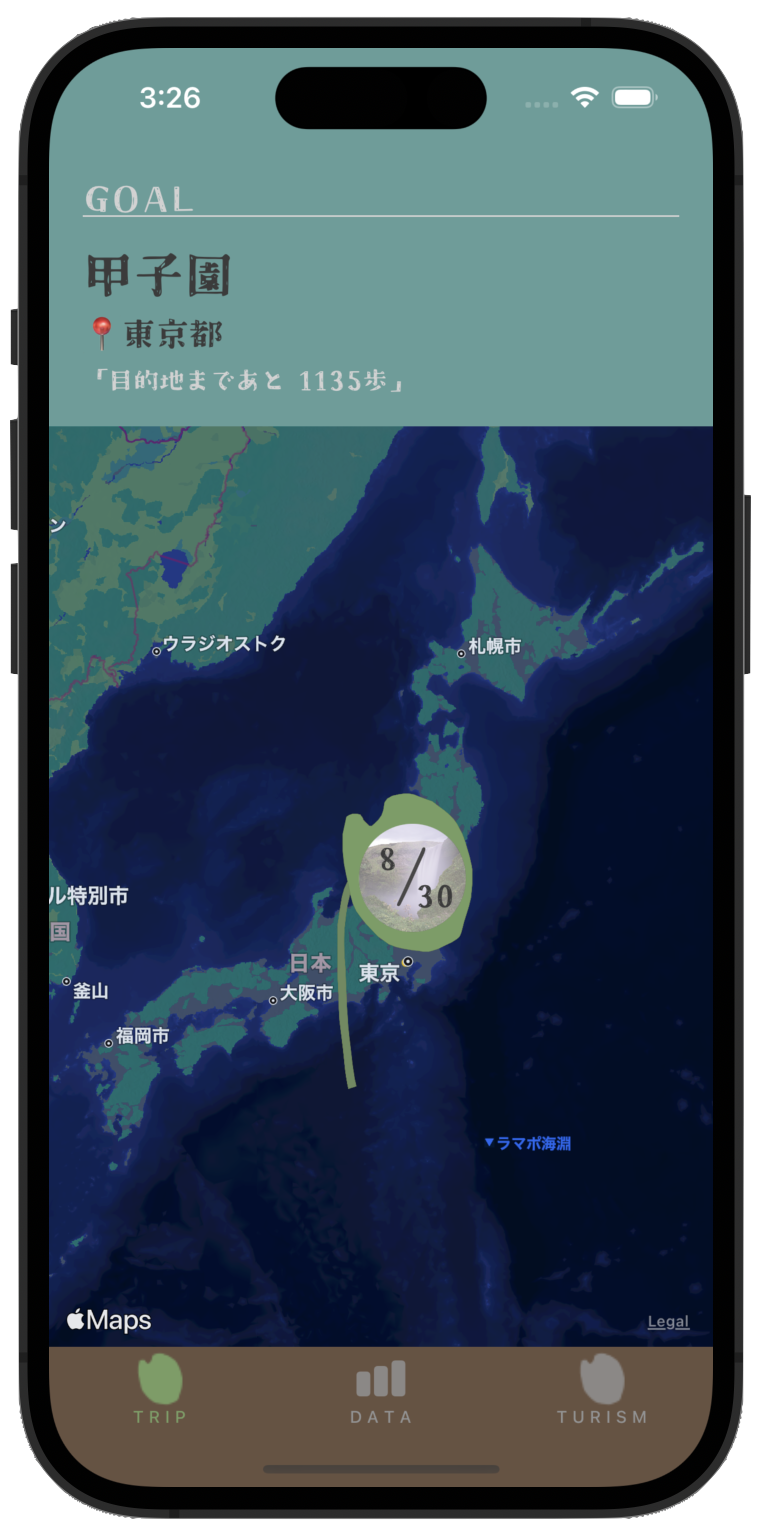 3:26
GOAL
甲子園
東京都
「目的地まであと 1135歩」
ン
ウラジオストク
札幌市
8/30
ル特別市
国
日本
東京
釜山
大阪市
福岡市
ラマポ海淵
Maps
Legal
TRIP
DATA
TURISM